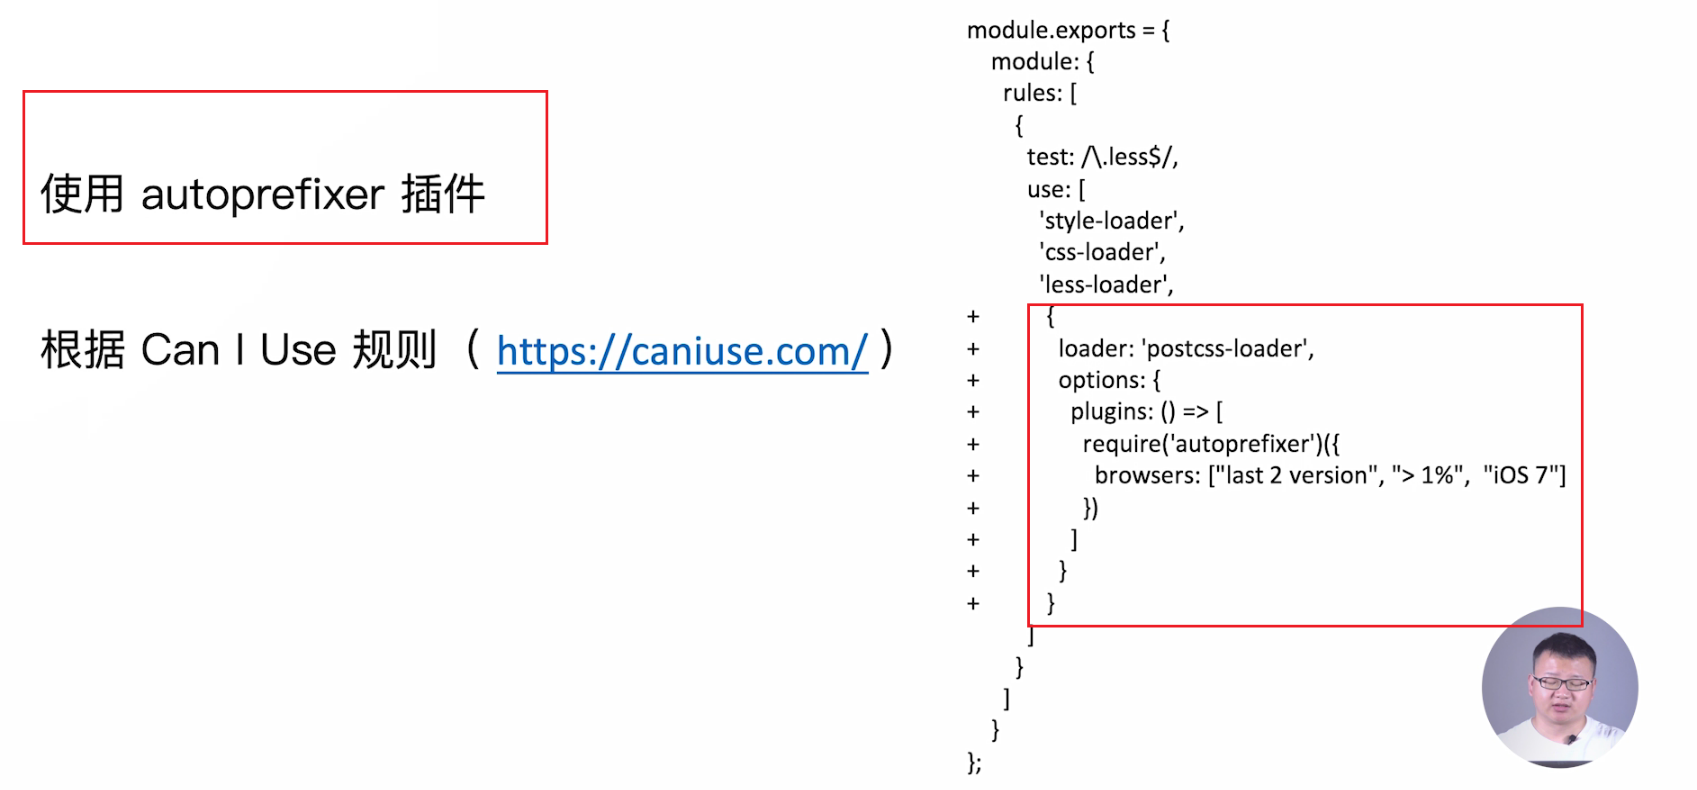 使用 autoprefixer 插件
根据 Can I Use 规则（ https://caniuse.com/ ）
module.exports = {
module: {
rules: [
{
test: /\.less$/,
use: [
'style-loader',
'css-loader',
'less-loader',
+ {
+ loader: 'postcss-loader',
+ options: {
+ plugins: () => [
+ require('autoprefixer')({
+ browsers: ["last 2 version", "> 1%", "iOS 7"]
+ })
+ ]
+ }
+ }
]
}
]
}
};